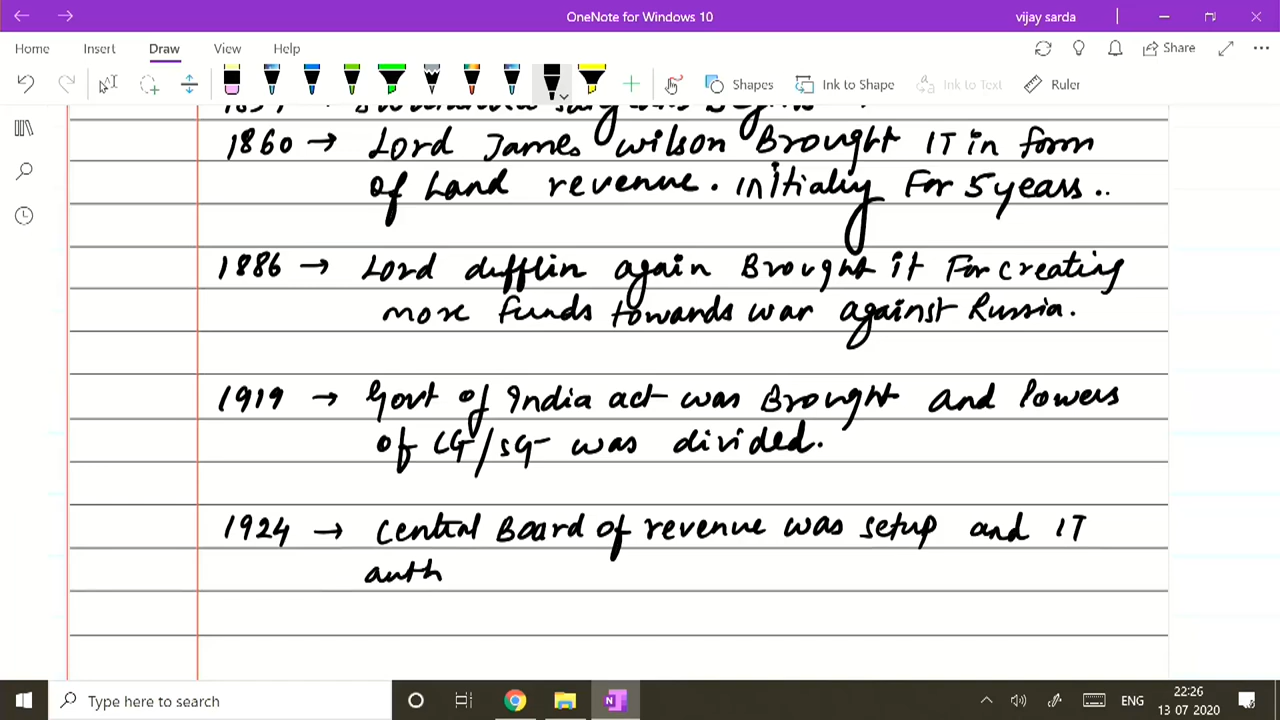 OneNote for Windows 10
vijay sarda
Home Insert Draw View Help
Share
Shapes Ink to Shape Ink to Text Ruler
1860 → Lord James Wilson Brought IT in form
of Land revenue. initially For 5 years ..
1886 → Lord dufflin again Brought it For creating
more funds towards war against Russia.
1919 → Govt of India act was Brought and Powers
of CG/SG was divided.
1924 → Central Board of revenue was setup and IT
auth
Type here to search
ENG
22:26
13 07 2020